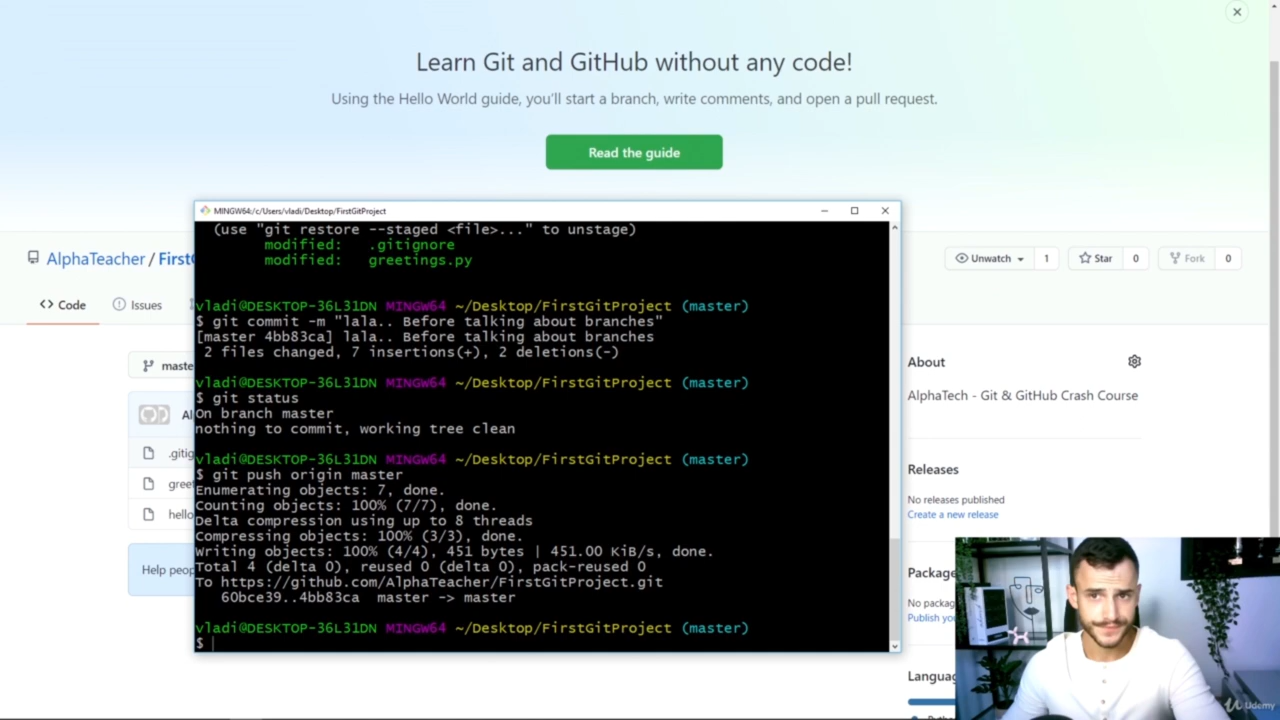 Learn Git and GitHub without any code!
Using the Hello World guide, you'll start a branch, write comments, and open a pull request.
Read the guide
MINGW64:/c/Users/vladi/Desktop/FirstGitProject
(use "git restore --staged <file>..." to unstage)
modified: .gitignore
modified: greetings.py
vladi@DESKTOP-36L31DN MINGW64 ~/Desktop/FirstGitProject (master)
$ git commit -m "lala.. Before talking about branches"
[master 4bb83ca] lala.. Before talking about branches
2 files changed, 7 insertions(+), 2 deletions(-)
vladi@DESKTOP-36L31DN MINGW64 ~/Desktop/FirstGitProject (master)
$ git status
On branch master
nothing to commit, working tree clean
vladi@DESKTOP-36L31DN MINGW64 ~/Desktop/FirstGitProject (master)
$ git push origin master
Enumerating objects: 7, done.
Counting objects: 100% (7/7), done.
Delta compression using up to 8 threads
Compressing objects: 100% (3/3), done.
Writing objects: 100% (4/4), 451 bytes | 451.00 KiB/s, done.
Total 4 (delta 0), reused 0 (delta 0), pack-reused 0
To https://github.com/AlphaTeacher/FirstGitProject.git
60bce39..4bb83ca master -> master
vladi@DESKTOP-36L31DN MINGW64 ~/Desktop/FirstGitProject (master)
$
AlphaTeacher / First
Unwatch 1 Star 0 Fork 0
Code Issues
maste
Al
.gitig
gree
hello
Help peop
About
AlphaTech - Git & GitHub Crash Course
Releases
No releases published
Create a new release
Package
No packag
Publish yo
Languag
Udemy